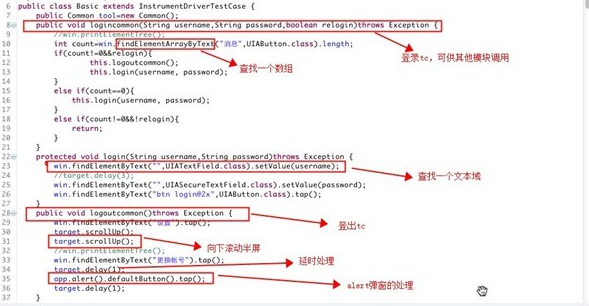 6 public class Basic extends InstrumentDriverTestCase {
7 public Common tool=new Common();
8 public void logincommon(String username,String password,boolean relogin)throws Exception {
9 //win.printElementTree();
10 int count=win.findElementArrayByText("消息",UIAButton.class).length;
11 if(count!=0&&relogin){
12 this.logoutcommon();
13 this.login(username, password);
14 }
15 else if(count==0){
16 this.login(username, password);
17 }
18 else if(count!=0&&!relogin){
19 return;
20 }
21 }
22 protected void login(String username,String password)throws Exception {
23 win.findElementByText("",UIATextField.class).setValue(username);
24 //target.delay(3);
25 win.findElementByText("",UIASecureTextField.class).setValue(password);
26 win.findElementByText("btn login@2x",UIAButton.class).tap();
27 }
28 public void logoutcommon()throws Exception {
29 win.findElementByText("设置").tap();
30 target.scrollUp();
31 target.scrollUp();
32 //win.printElementTree();
33 win.findElementByText("更换帐号").tap();
34 target.delay(1);
35 app.alert().defaultButton().tap();
36 target.delay(1);
37
登录tc，可供其他模块调用
查找一个数组
查找一个文本域
登出tc
向下滚动半屏
延时处理
alert弹窗的处理